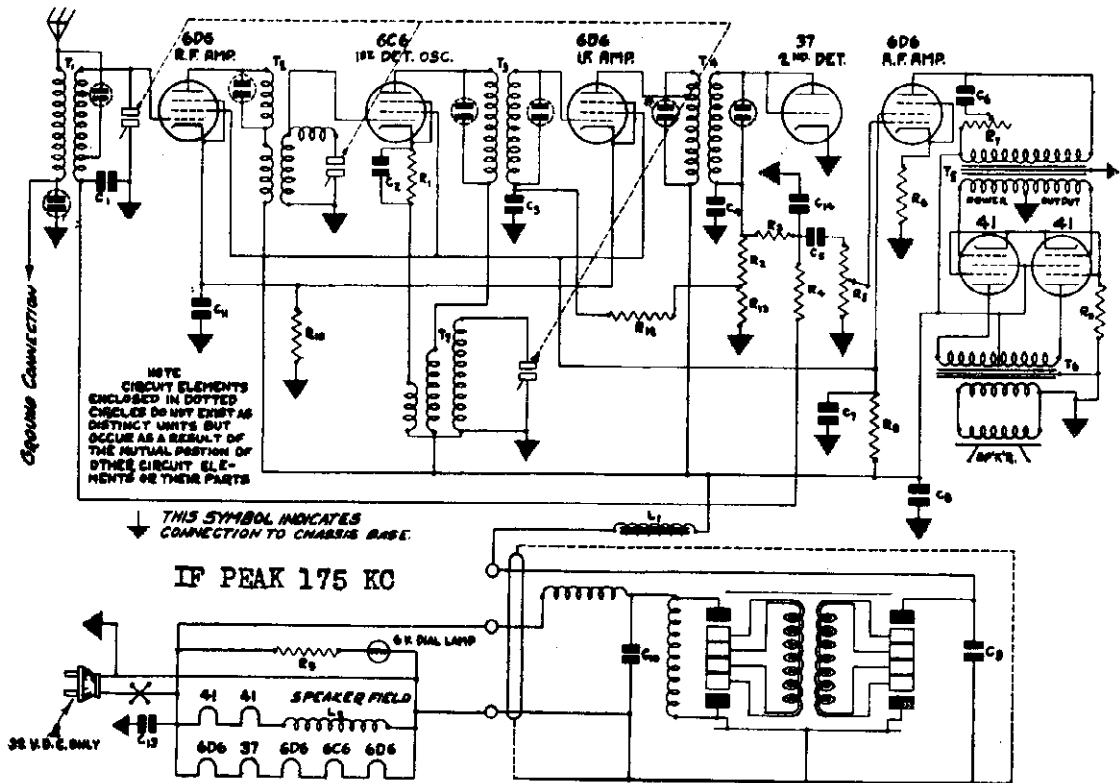 6D6
R.F. AMP.
6C6
1ST DET. OSC.
6D6
I.F. AMP.
37
2ND. DET.
6D6
A.F. AMP.
T1
T2
T3
T4
C6
R7
T5
C1
C2
R1
C3
C4
C14
R3
C5
R6
POWER OUTPUT
41
41
R2
R4
R5
R13
C11
R10
R12
T7
T6
GROUND CONNECTION
NOTE
CIRCUIT ELEMENTS
ENCLOSED IN DOTTED
CIRCLES DO NOT EXIST AS
DISTINCT UNITS BUT
OCCUR AS A RESULT OF
THE MUTUAL POSTION OF
OTHER CIRCUIT ELE-
MENTS OR THEIR PARTS
C7
R8
SP'K'R.
C8
THIS SYMBOL INDICATES
CONNECTION TO CHASSIS BASE.
L1
IF PEAK 175 KC
6 V. DIAL LAMP
R9
C10
C9
41 41
SPEAKER FIELD
L2
C13
32 V.D.C. ONLY
6D6 37 6D6 6C6 6D6